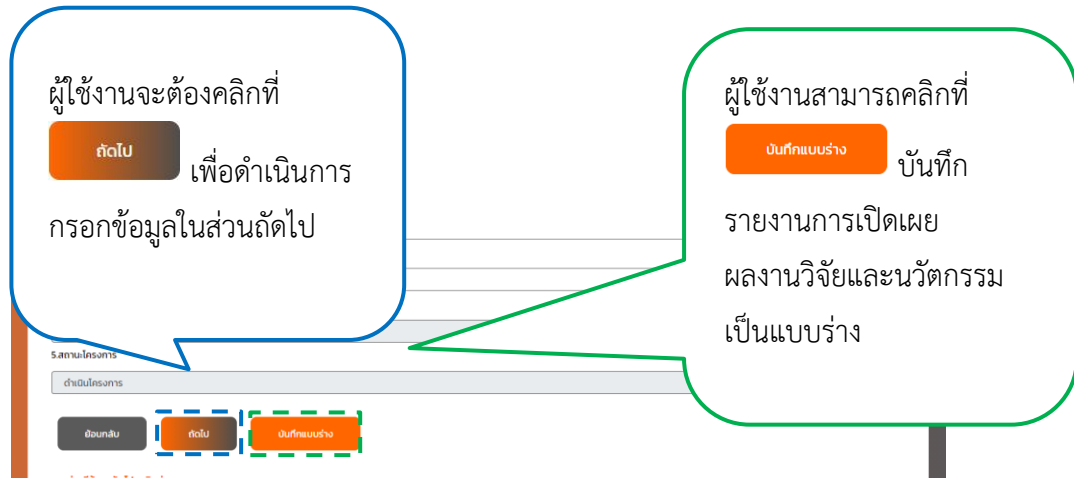 ผู้ใช้งานจะต้องคลิกที่
ถัดไป เพื่อดำเนินการ
กรอกข้อมูลในส่วนถัดไป
ผู้ใช้งานสามารถคลิกที่
บันทึกแบบร่าง บันทึก
รายงานการเปิดเผย
ผลงานวิจัยและนวัตกรรม
เป็นแบบร่าง
5.สถานะโครงการ
ดำเนินโครงการ
ย้อนกลับ ถัดไป บันทึกแบบร่าง